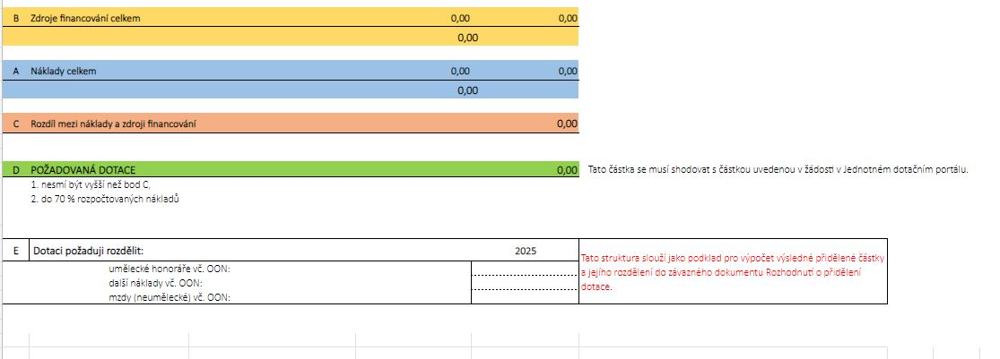 B Zdroje financování celkem 0,00 0,00
0,00
A Náklady celkem 0,00 0,00
0,00
C Rozdíl mezi náklady a zdroji financování 0,00
D POŽADOVANÁ DOTACE 0,00 Tato částka se musí shodovat s částkou uvedenou v žádosti v Jednotném dotačním portálu.
1. nesmí být vyšší než bod C,
2. do 70 % rozpočtovaných nákladů
E Dotaci požaduji rozdělit: 2025
Tato struktura slouží jako podklad pro výpočet výsledné přidělené částky
umělecké honoráře vč. OON:
a jejího rozdělení do závazného dokumentu Rozhodnutí o přidělení
další náklady vč. OON:
dotace.
mzdy (neumělecké) vč. OON: